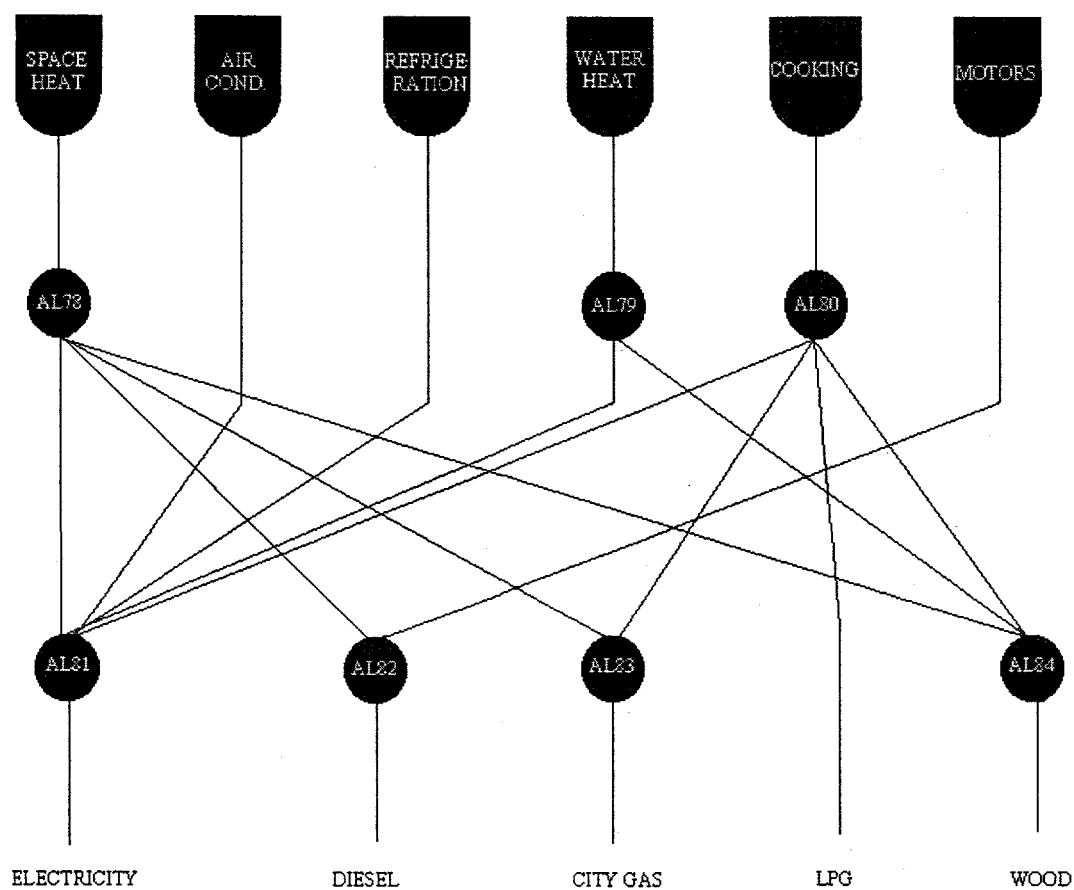 SPACE
HEAT
AIR
COND.
REFRIGE-
RATION
WATER
HEAT
COOKING
MOTORS
AL78
AL79
AL80
AL81
AL82
AL83
AL84
ELECTRICITY
DIESEL
CITY GAS
LPG
WOOD